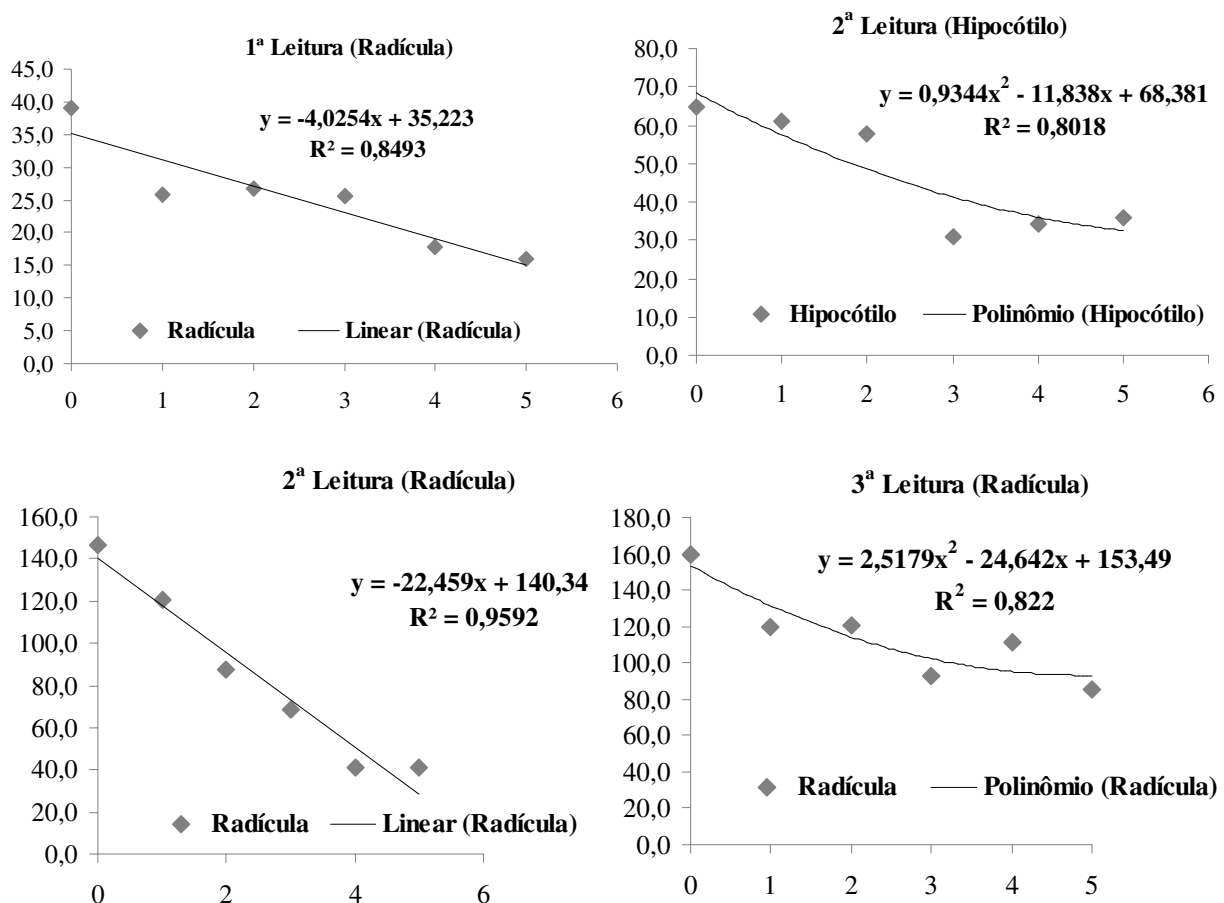 1ª Leitura (Radícula)
45,0
40,0
35,0
30,0
25,0
20,0
15,0
10,0
5,0
0,0
y = -4,0254x + 35,223
R² = 0,8493
Radícula Linear (Radícula)
0 1 2 3 4 5 6
2ª Leitura (Hipocótilo)
80,0
70,0
60,0
50,0
40,0
30,0
20,0
10,0
0,0
y = 0,9344x² - 11,838x + 68,381
R² = 0,8018
Hipocótilo Polinômio (Hipocótilo)
0 1 2 3 4 5 6
2ª Leitura (Radícula)
160,0
140,0
120,0
100,0
80,0
60,0
40,0
20,0
0,0
y = -22,459x + 140,34
R² = 0,9592
Radícula Linear (Radícula)
0 2 4 6
3ª Leitura (Radícula)
180,0
160,0
140,0
120,0
100,0
80,0
60,0
40,0
20,0
0,0
y = 2,5179x² - 24,642x + 153,49
R² = 0,822
Radícula Polinômio (Radícula)
0 1 2 3 4 5